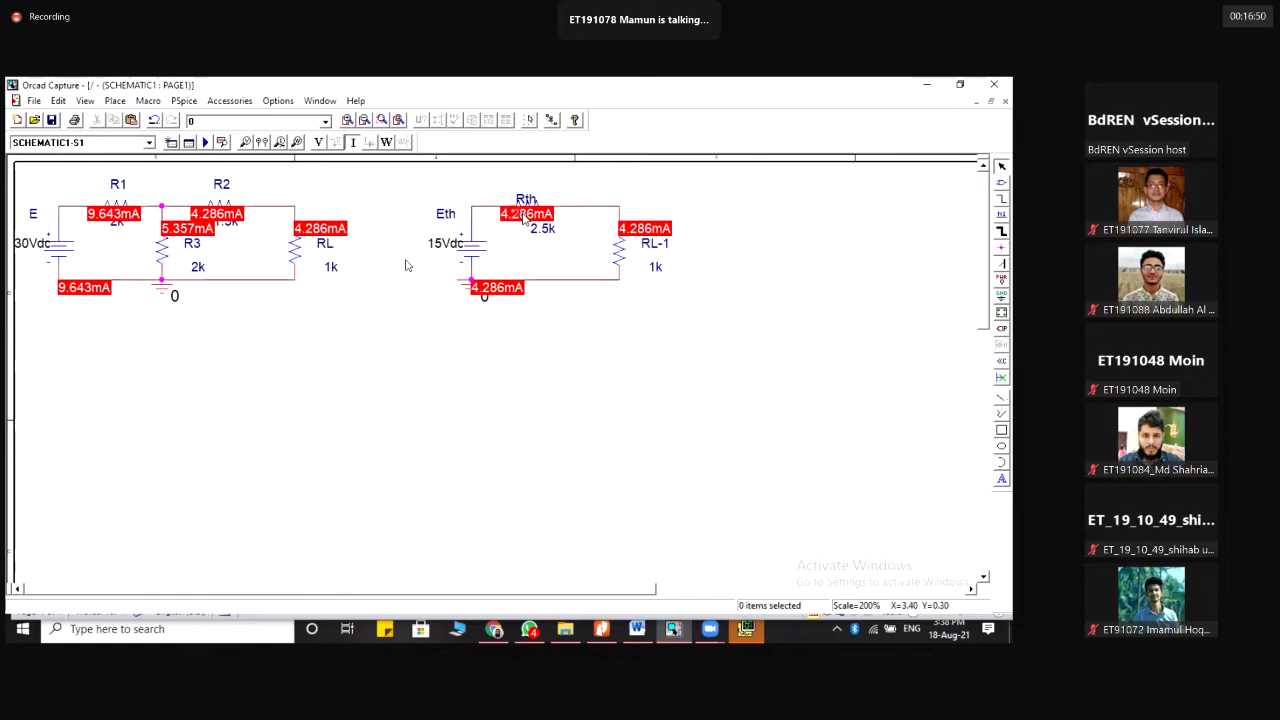 Recording
ET191078 Mamun is talking...
00:16:50
Orcad Capture - [/ - (SCHEMATIC1 : PAGE1)]
File Edit View Place Macro PSpice Accessories Options Window Help
0
SCHEMATIC1-S1
V I W
R1 R2
E 9.643mA 4.286mA
2k 1.5k
5.357mA 4.286mA
30Vdc R3 RL
2k 1k
9.643mA
0
Rth
Eth 4.286mA
2.5k 4.286mA
15Vdc RL-1
1k
4.286mA
0
Activate Windows
Go to Settings to activate Windows.
0 items selected Scale=200% X=3.40 Y=0.30
Type here to search
4
ENG
3:38 PM
18-Aug-21
BdREN vSession...
BdREN vSession host
ET191077 Tanvirul Isla...
ET191088 Abdullah Al ...
ET191048 Moin
ET191048 Moin
ET191084_Md Shahria...
ET_19_10_49_shi...
ET_19_10_49_shihab u...
ET91072 Imamul Hoq...